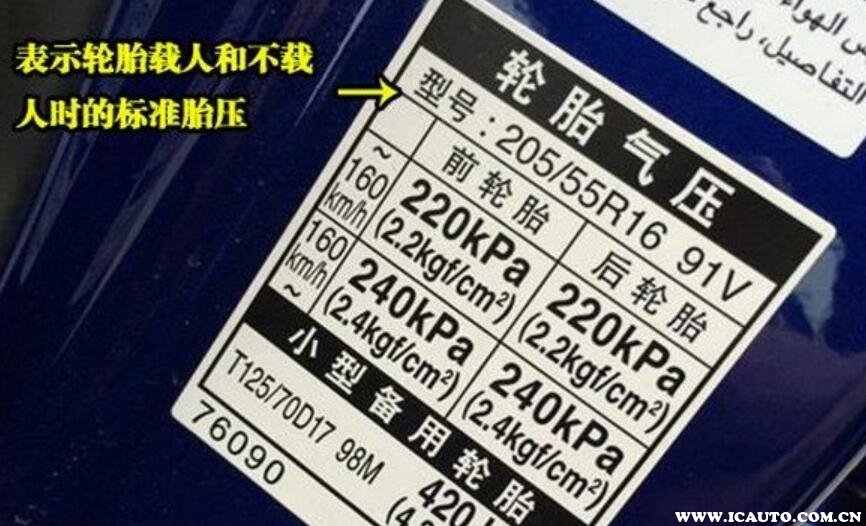 表示轮胎载人和不载
人时的标准胎压
س الهواء
راجع
التفاصيل،
轮胎气压
型号：205/55R16 91V
前轮胎 后轮胎
~160 km/h 220kPa (2.2kgf/cm²) 220kPa (2.2kgf/cm²)
160 km/h~ 240kPa (2.4kgf/cm²) 240kPa (2.4kgf/cm²)
小型备用轮胎
T125/70D17 98M 420
76090
WWW.ICAUTO.COM.CN